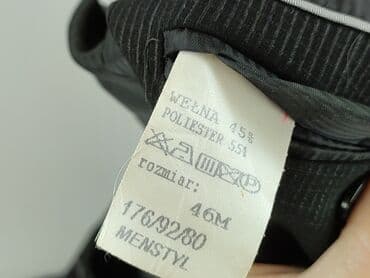 WEŁNA 45%
POLIESTER 55%
P
rozmiar: 46M
176/92/80
MENSTYL